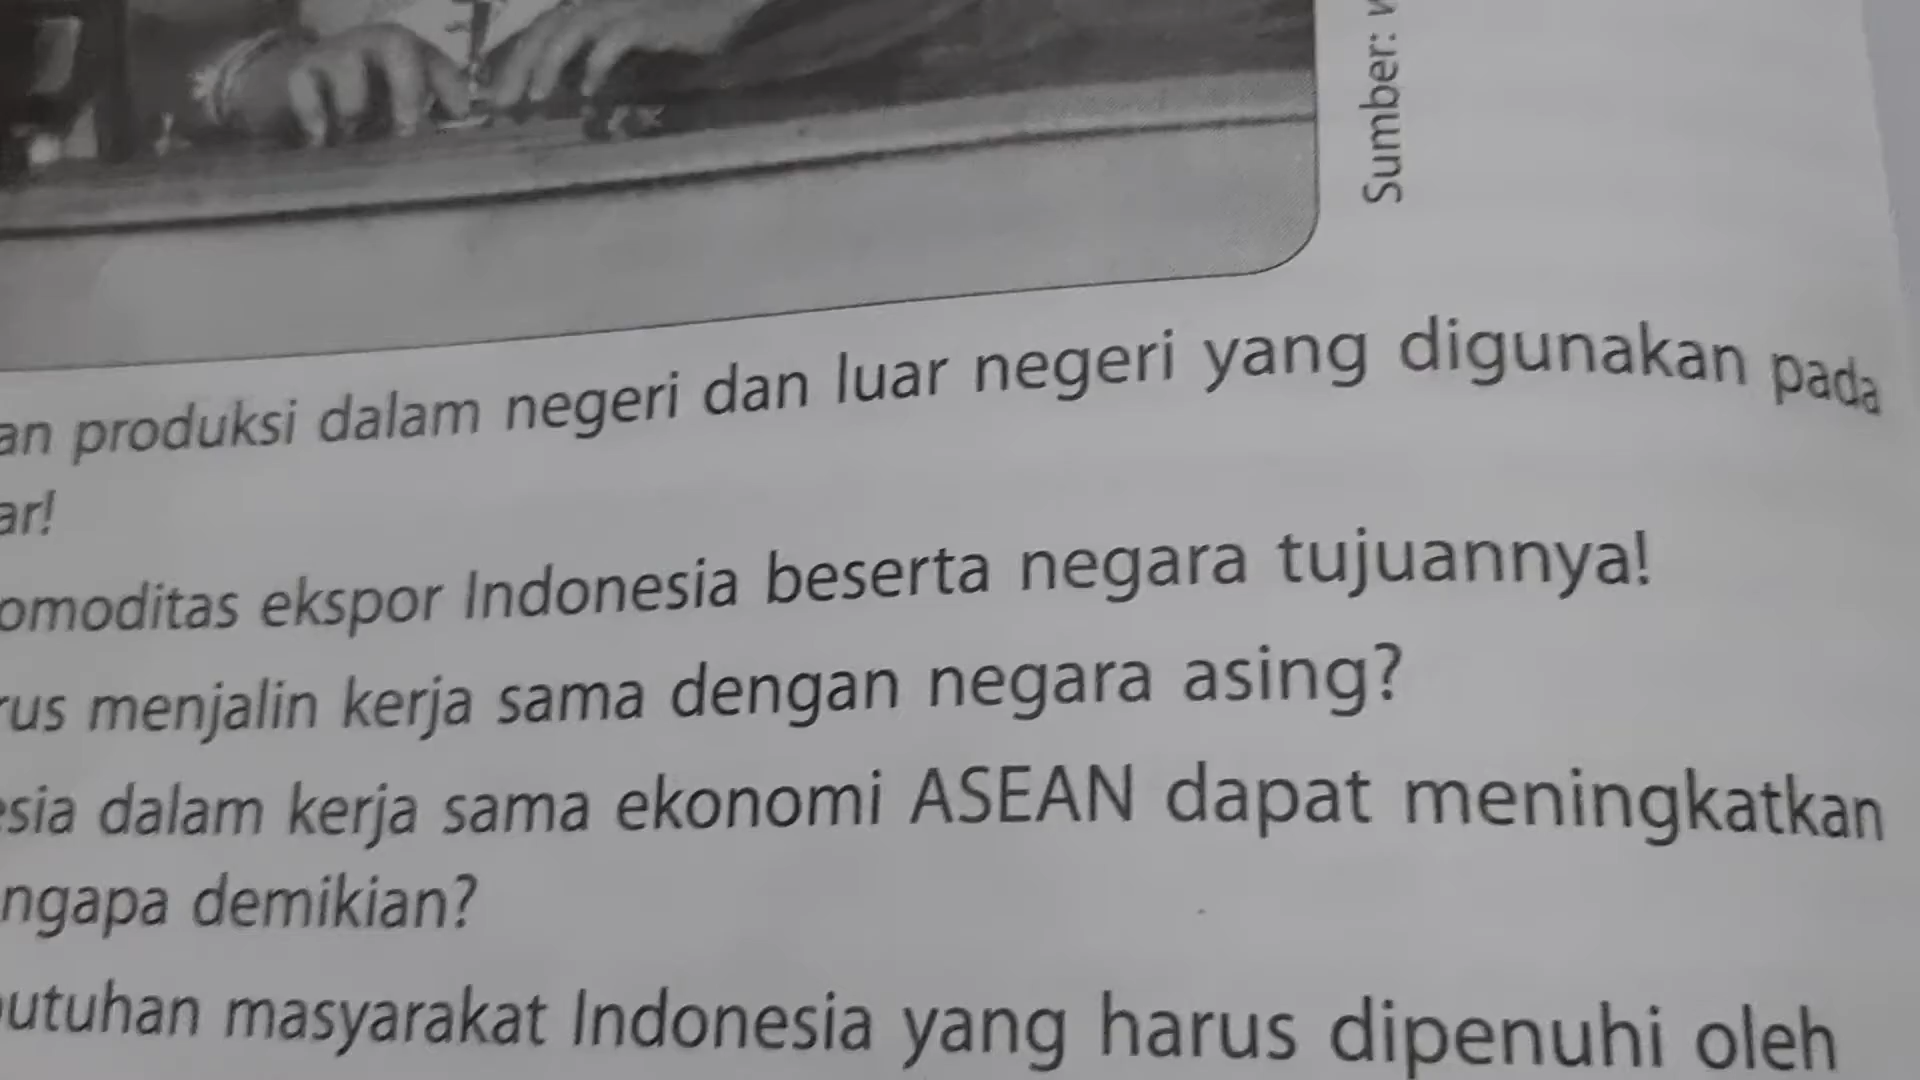 Sumber:
an produksi dalam negeri dan luar negeri yang digunakan pada
ar!
omoditas ekspor Indonesia beserta negara tujuannya!
rus menjalin kerja sama dengan negara asing?
esia dalam kerja sama ekonomi ASEAN dapat meningkatkan
ngapa demikian?
utuhan masyarakat Indonesia yang harus dipenuhi oleh